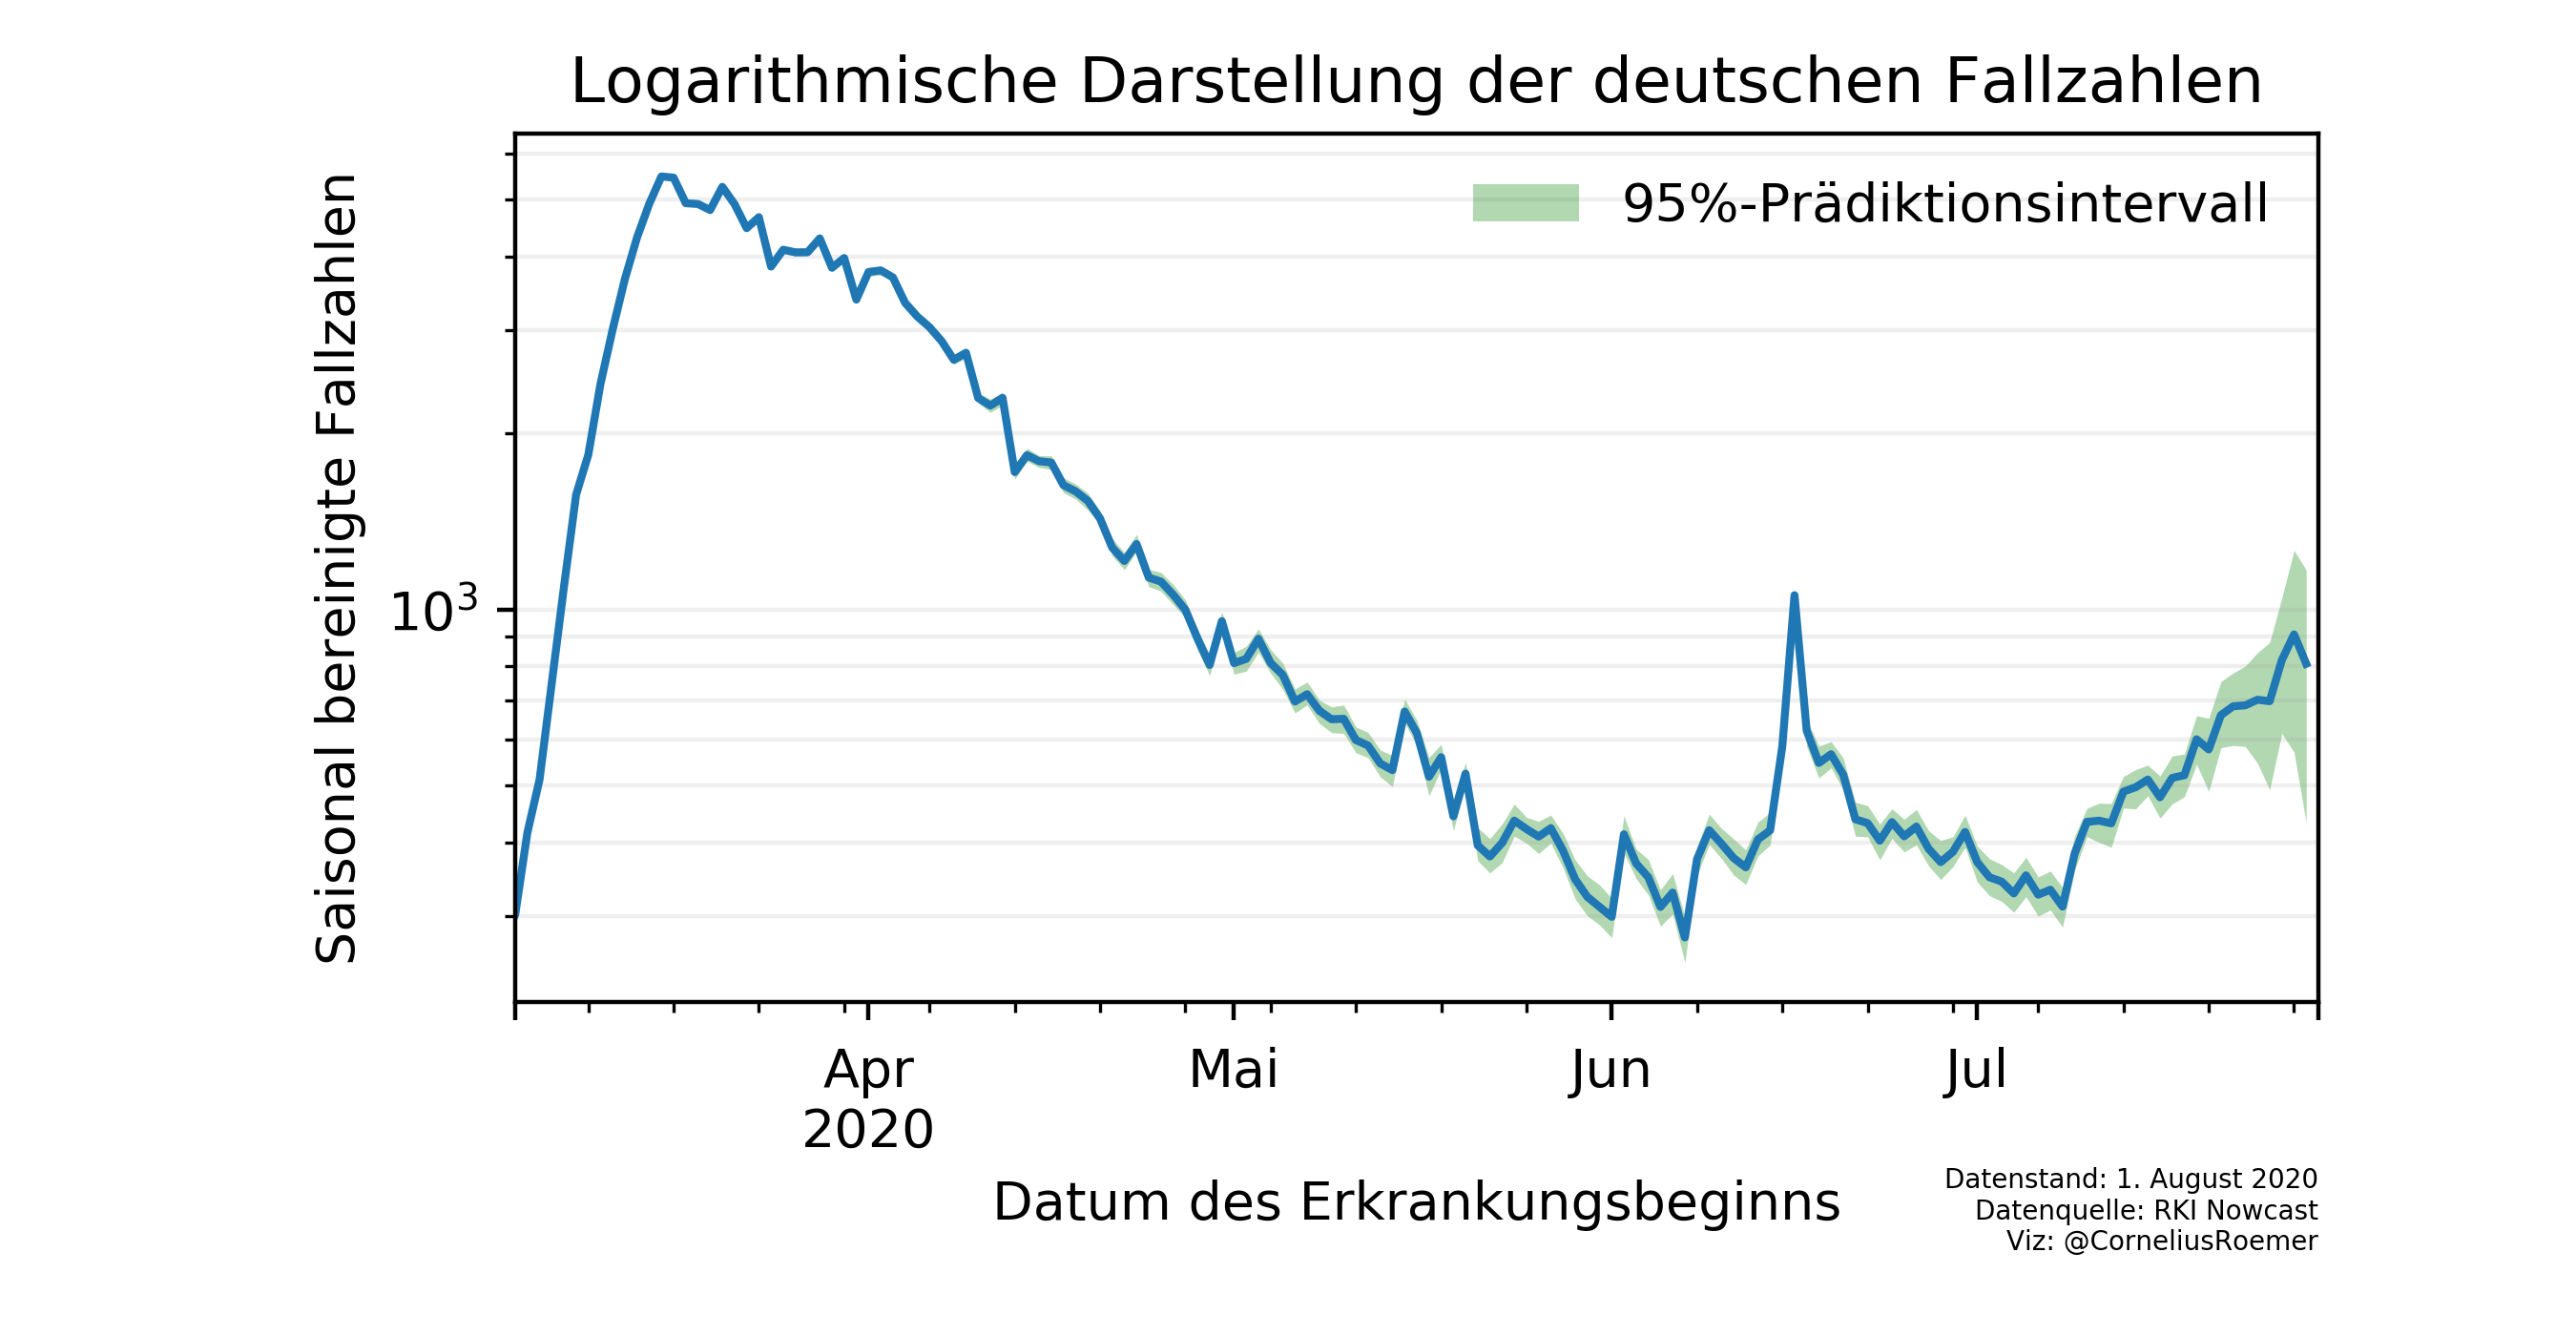 Logarithmische Darstellung der deutschen Fallzahlen
95%-Prädiktionsintervall
Saisonal bereinigte Fallzahlen
10³
Apr
2020
Mai
Jun
Jul
Datum des Erkrankungsbeginns
Datenstand: 1. August 2020
Datenquelle: RKI Nowcast
Viz: @CorneliusRoemer